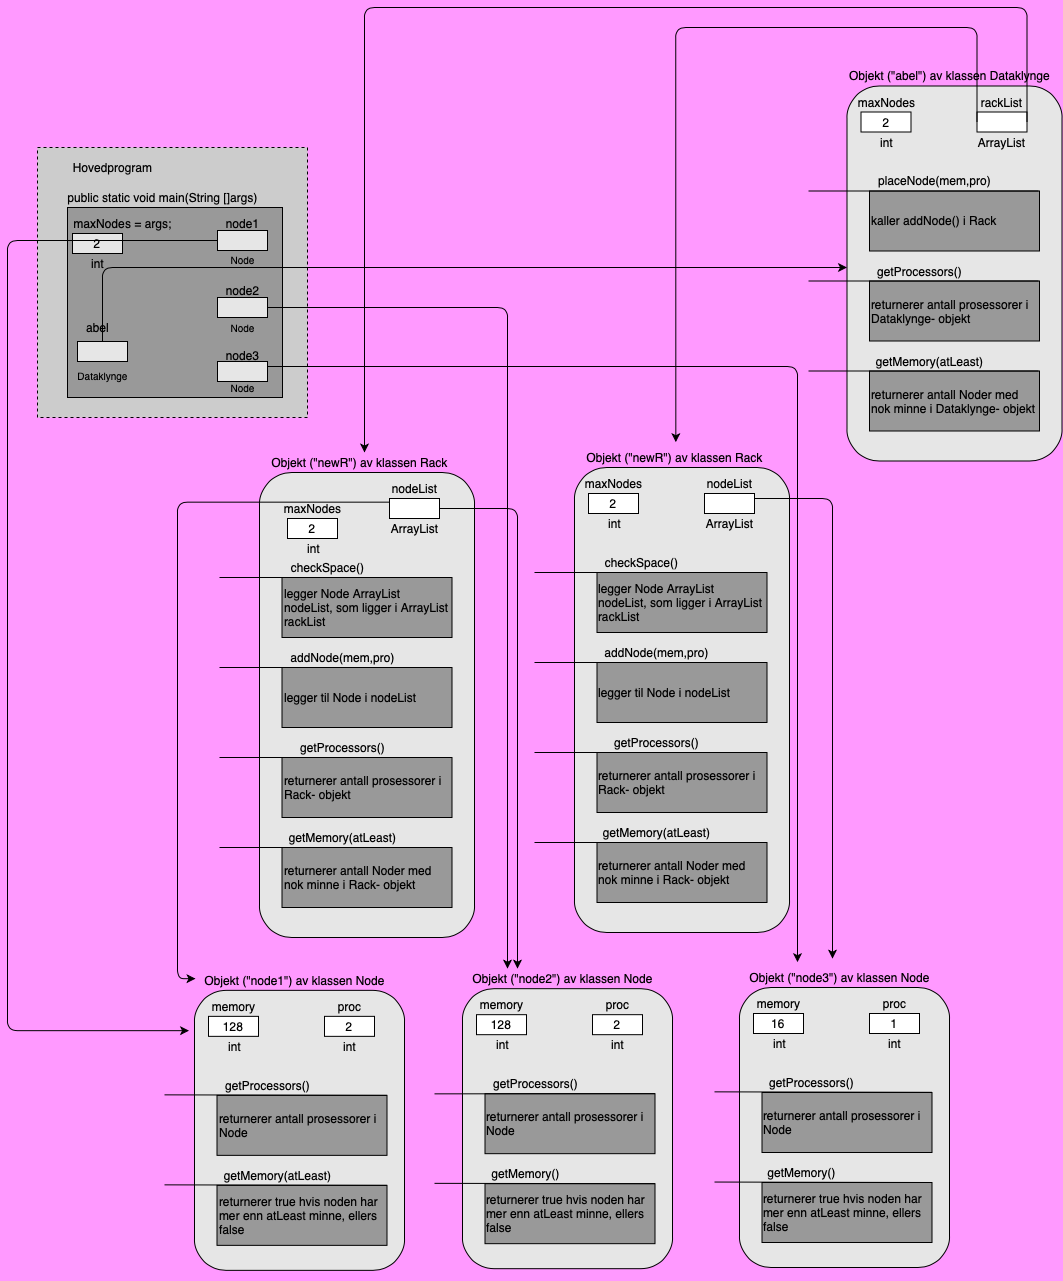 Objekt ("abel") av klassen Dataklynge
maxNodes
2
int
rackList
ArrayList
placeNode(mem,pro)
kaller addNode() i Rack
getProcessors()
returnerer antall prosessorer i
Dataklynge- objekt
getMemory(atLeast)
returnerer antall Noder med
nok minne i Dataklynge- objekt
Hovedprogram
public static void main(String []args)
maxNodes = args;
2
int
node1
Node
node2
Node
abel
Dataklynge
node3
Node
Objekt ("newR") av klassen Rack
nodeList
ArrayList
maxNodes
2
int
checkSpace()
legger Node ArrayList
nodeList, som ligger i ArrayList
rackList
addNode(mem,pro)
legger til Node i nodeList
getProcessors()
returnerer antall prosessorer i
Rack- objekt
getMemory(atLeast)
returnerer antall Noder med
nok minne i Rack- objekt
Objekt ("newR") av klassen Rack
maxNodes
2
int
nodeList
ArrayList
checkSpace()
legger Node ArrayList
nodeList, som ligger i ArrayList
rackList
addNode(mem,pro)
legger til Node i nodeList
getProcessors()
returnerer antall prosessorer i
Rack- objekt
getMemory(atLeast)
returnerer antall Noder med
nok minne i Rack- objekt
Objekt ("node1") av klassen Node
memory
128
int
proc
2
int
getProcessors()
returnerer antall prosessorer i
Node
getMemory(atLeast)
returnerer true hvis noden har
mer enn atLeast minne, ellers
false
Objekt ("node2") av klassen Node
memory
128
int
proc
2
int
getProcessors()
returnerer antall prosessorer i
Node
getMemory()
returnerer true hvis noden har
mer enn atLeast minne, ellers
false
Objekt ("node3") av klassen Node
memory
16
int
proc
1
int
getProcessors()
returnerer antall prosessorer i
Node
getMemory()
returnerer true hvis noden har
mer enn atLeast minne, ellers
false